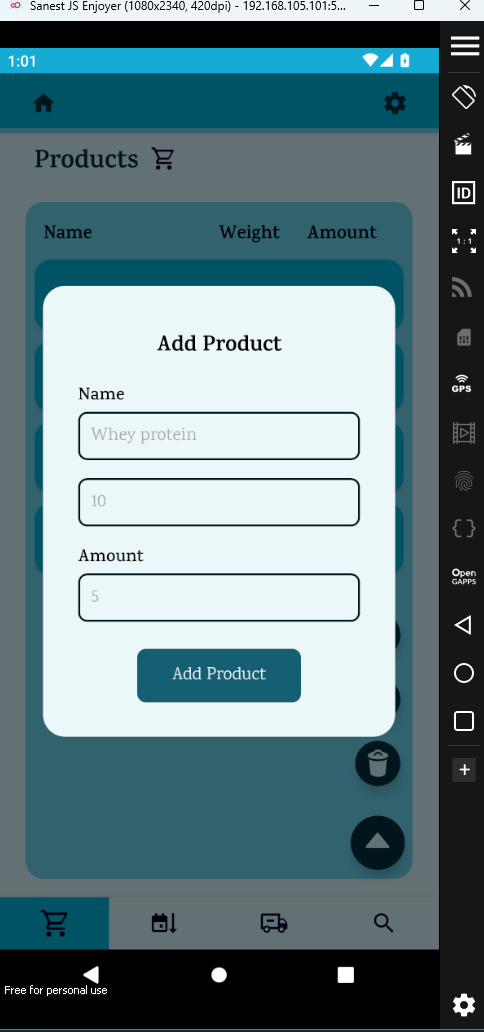 Sanest JS Enjoyer (1080x2340, 420dpi) - 192.168.105.101:5...
1:01
Products
Name Weight Amount
Add Product
Name
Whey protein
10
Amount
5
Add Product
Free for personal use
ID
1:1
GPS
Open
GAPPS